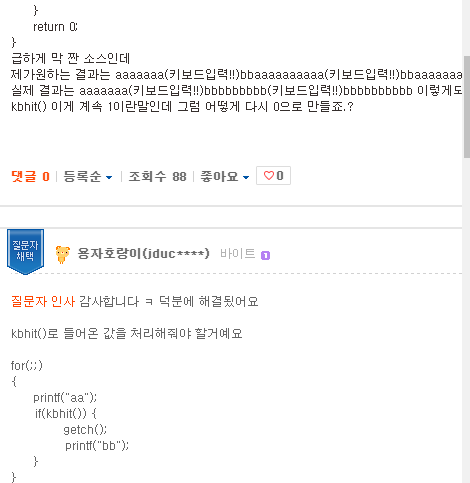 }
return 0;
}
급하게 막 짠 소스인데
제가원하는 결과는 aaaaaaa(키보드입력!!)bbaaaaaaaaaa(키보드입력!!)bbaaaaaaa
실제 결과는 aaaaaaa(키보드입력!!)bbbbbbbbb(키보드입력!!)bbbbbbbbbb 이렇게되
kbhit() 이게 계속 1이란말인데 그럼 어떻게 다시 0으로 만들죠.?
댓글 0 등록순 조회수 88 좋아요 0
질문자 채택
용자호랑이(jduc****) 바이트 1
질문자 인사 감사합니다 ㅋ 덕분에 해결됬어요
kbhit()로 들어온 값을 처리해줘야 할거예요
for(;;)
{
printf("aa");
if(kbhit()) {
getch();
printf("bb");
}
}